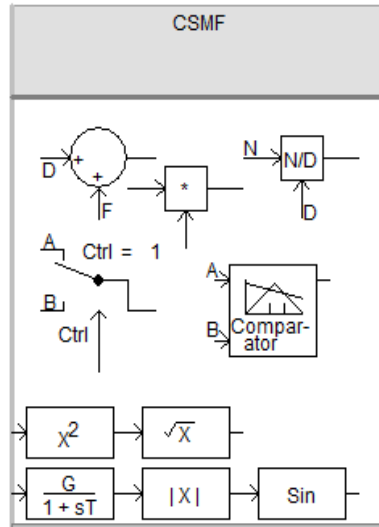 CSMF
D + + F
*
N N/D D
A Ctrl = 1
B
Ctrl
A
B Compar-
ator
X² √X
G
1 + sT |X| Sin